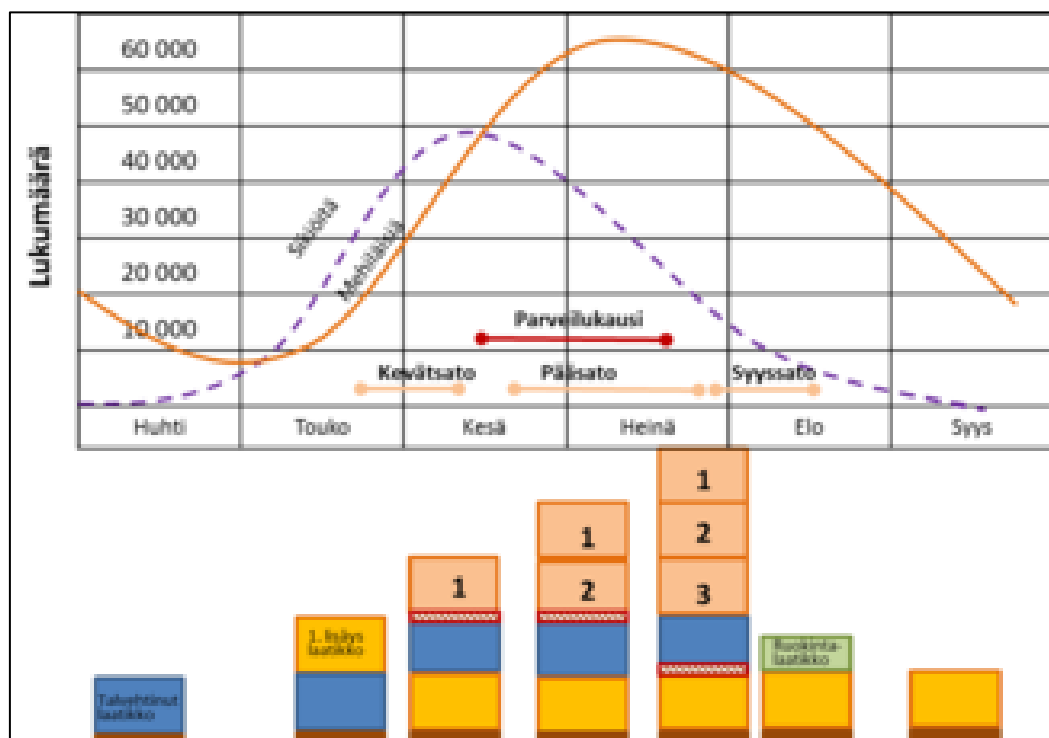 Lukumäärä
60 000
50 000
40 000
30 000
20 000
10 000
Sikiöitä
Mehiläisiä
Parveilukausi
Kevätsato
Pääsato
Syyssato
Huhti
Touko
Kesä
Heinä
Elo
Syys
1
1
2
1
2
3
1. lisäys
laatikko
Talvehtinut
laatikko
Ruokinta-
laatikko